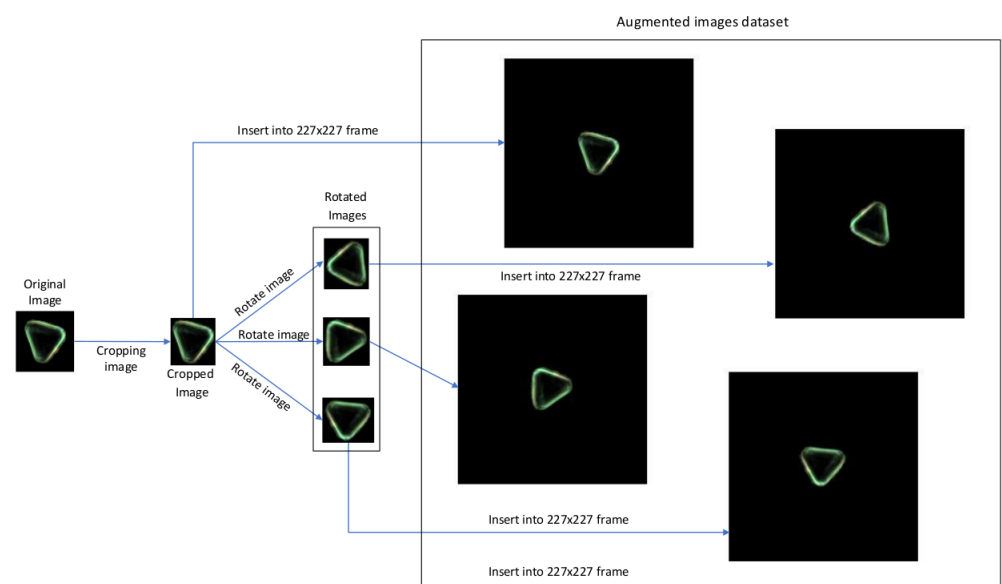 Augmented images dataset
Insert into 227x227 frame
Rotated
Images
Rotate image
Insert into 227x227 frame
Original
Image
Rotate image
Cropping
image
Cropped
Image
Rotate image
Insert into 227x227 frame
Insert into 227x227 frame